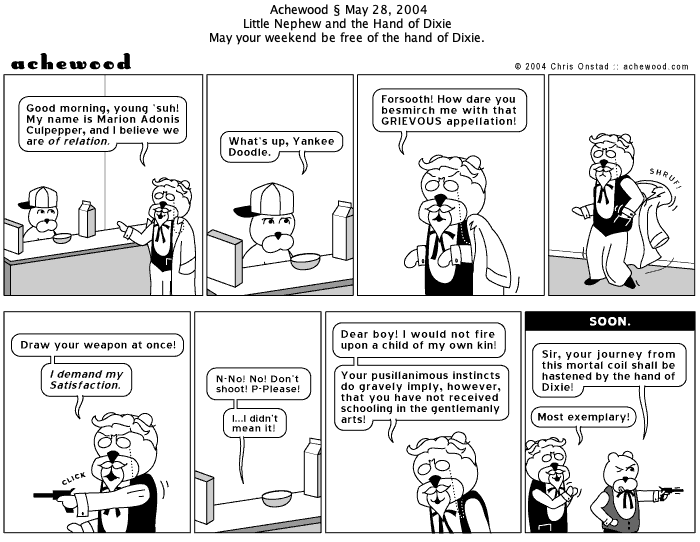 Achewood § May 28, 2004
Little Nephew and the Hand of Dixie
May your weekend be free of the hand of Dixie.
achewood
© 2004 Chris Onstad :: achewood.com
Good morning, young 'suh!
My name is Marion Adonis
Culpepper, and I believe we
are of relation.
What's up, Yankee
Doodle.
Forsooth! How dare you
besmirch me with that
GRIEVOUS appellation!
SHRUF!
Draw your weapon at once!
I demand my
Satisfaction.
CLICK
N-No! No! Don't
shoot! P-Please!
I...I didn't
mean it!
Dear boy! I would not fire
upon a child of my own kin!
Your pusillanimous instincts
do gravely imply, however,
that you have not received
schooling in the gentlemanly
arts!
SOON.
Sir, your journey from
this mortal coil shall be
hastened by the hand of
Dixie!
Most exemplary!